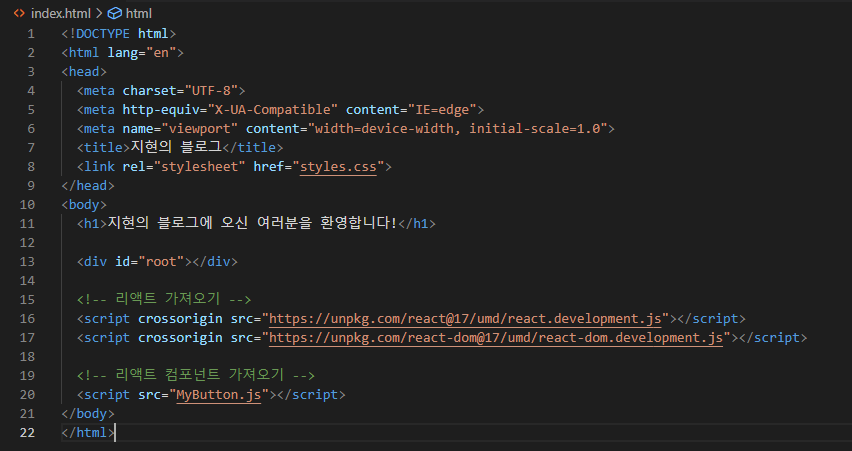 index.html > html
1 <!DOCTYPE html>
2 <html lang="en">
3 <head>
4 <meta charset="UTF-8">
5 <meta http-equiv="X-UA-Compatible" content="IE=edge">
6 <meta name="viewport" content="width=device-width, initial-scale=1.0">
7 <title>지현의 블로그</title>
8 <link rel="stylesheet" href="styles.css">
9 </head>
10 <body>
11 <h1>지현의 블로그에 오신 여러분을 환영합니다!</h1>
12
13 <div id="root"></div>
14
15 <!-- 리액트 가져오기 -->
16 <script crossorigin src="https://unpkg.com/react@17/umd/react.development.js"></script>
17 <script crossorigin src="https://unpkg.com/react-dom@17/umd/react-dom.development.js"></script>
18
19 <!-- 리액트 컴포넌트 가져오기 -->
20 <script src="MyButton.js"></script>
21 </body>
22 </html>